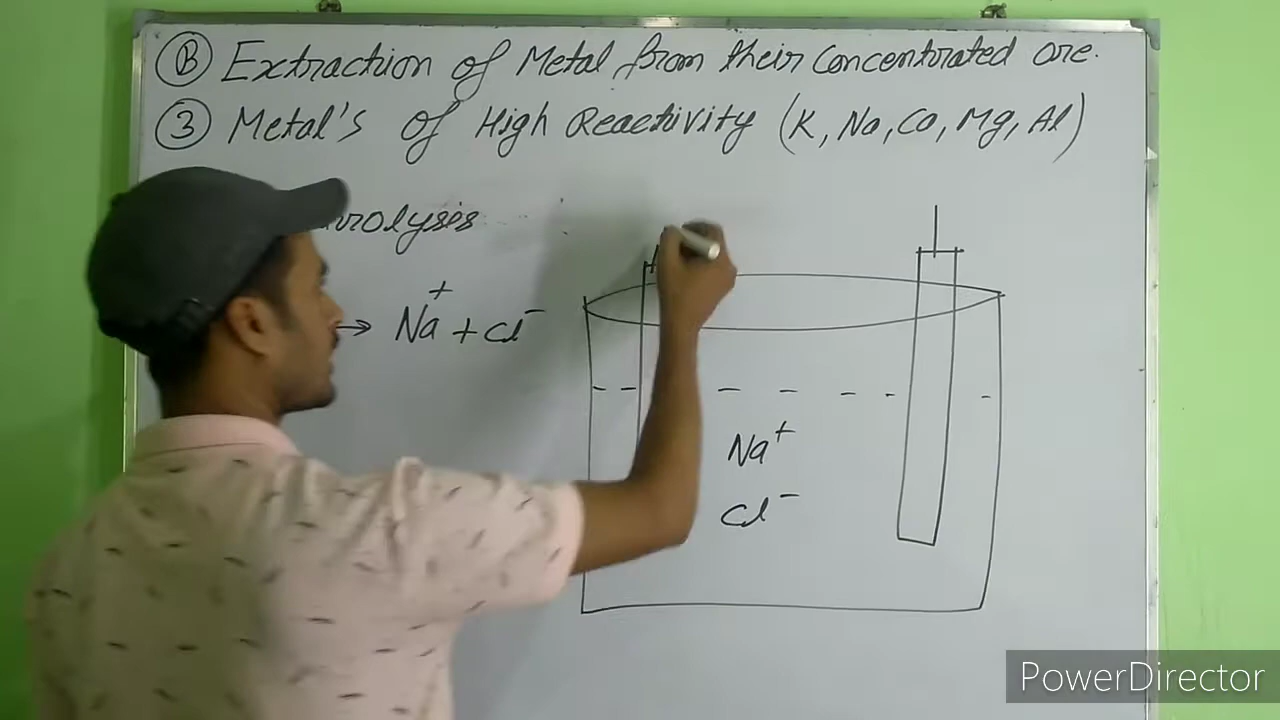 B Extraction of Metal from their Concentrated ore.
3 Metal's of High Reactivity (K, Na, Ca, Mg, Al)
→ Na⁺ + Cl⁻
Na⁺
Cl⁻
PowerDirector